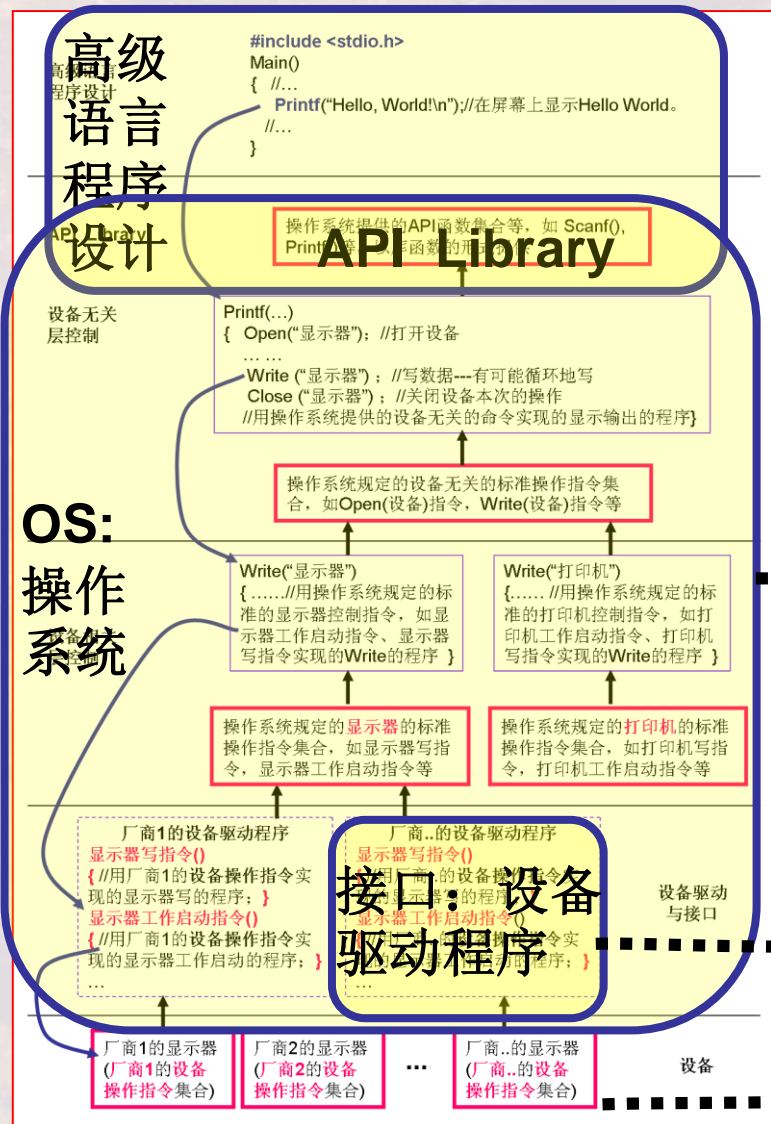 高级
语言
程序
设计
#include <stdio.h>
Main()
{ //…
Printf(“Hello, World!\n”);//在屏幕上显示Hello World。
//…
}
API Library
操作系统提供的API函数集合等，如 Scanf(),
API Library
设备无关
层控制
Printf(…)
{ Open(“显示器”)； //打开设备
… …
Write (“显示器”)； //写数据---有可能循环地写
Close (“显示器”)； //关闭设备本次的操作
//用操作系统提供的设备无关的命令实现的显示输出的程序}
操作系统规定的设备无关的标准操作指令集
合，如Open(设备)指令，Write(设备)指令等
OS:
操作
系统
Write(“显示器”)
{ ……//用操作系统规定的标
准的显示器控制指令，如显
示器工作启动指令、显示器
写指令实现的Write的程序 }
Write(“打印机”)
{…… //用操作系统规定的标
准的打印机控制指令，如打
印机工作启动指令、打印机
写指令实现的Write的程序 }
操作系统规定的显示器的标准
操作指令集合，如显示器写指
令，显示器工作启动指令等
操作系统规定的打印机的标准
操作指令集合，如打印机写指
令，打印机工作启动指令等
厂商1的设备驱动程序
显示器写指令()
{ //用厂商1的设备操作指令实
现的显示器写的程序；}
显示器工作启动指令()
{ //用厂商1的设备操作指令实
现的显示器工作启动的程序；}
…
厂商..的设备驱动程序
显示器写指令()
接口：设备
驱动程序
…
设备驱动
与接口
厂商1的显示器
(厂商1的设备
操作指令集合)
厂商2的显示器
(厂商2的设备
操作指令集合)
…
厂商..的显示器
(厂商..的设备
操作指令集合)
设备